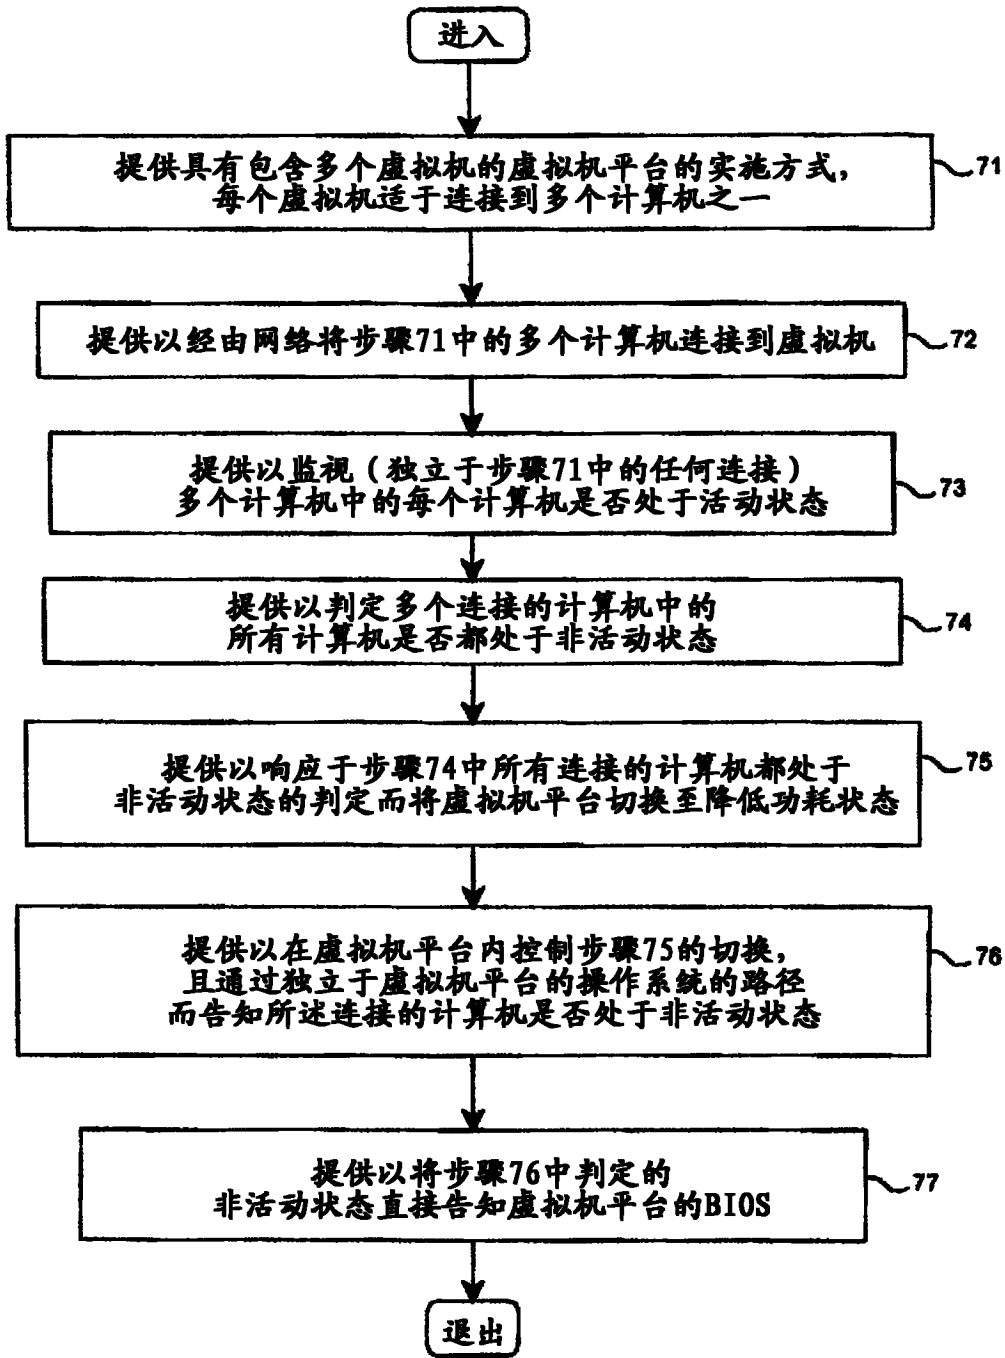 进入
提供具有包含多个虚拟机的虚拟机平台的实施方式，
每个虚拟机适于连接到多个计算机之一
71
提供以经由网络将步骤71中的多个计算机连接到虚拟机
72
提供以监视（独立于步骤71中的任何连接）
多个计算机中的每个计算机是否处于活动状态
73
提供以判定多个连接的计算机中的
所有计算机是否都处于非活动状态
74
提供以响应于步骤74中所有连接的计算机都处于
非活动状态的判定而将虚拟机平台切换至降低功耗状态
75
提供以在虚拟机平台内控制步骤75的切换，
且通过独立于虚拟机平台的操作系统的路径
而告知所述连接的计算机是否处于非活动状态
76
提供以将步骤76中判定的
非活动状态直接告知虚拟机平台的BIOS
77
退出